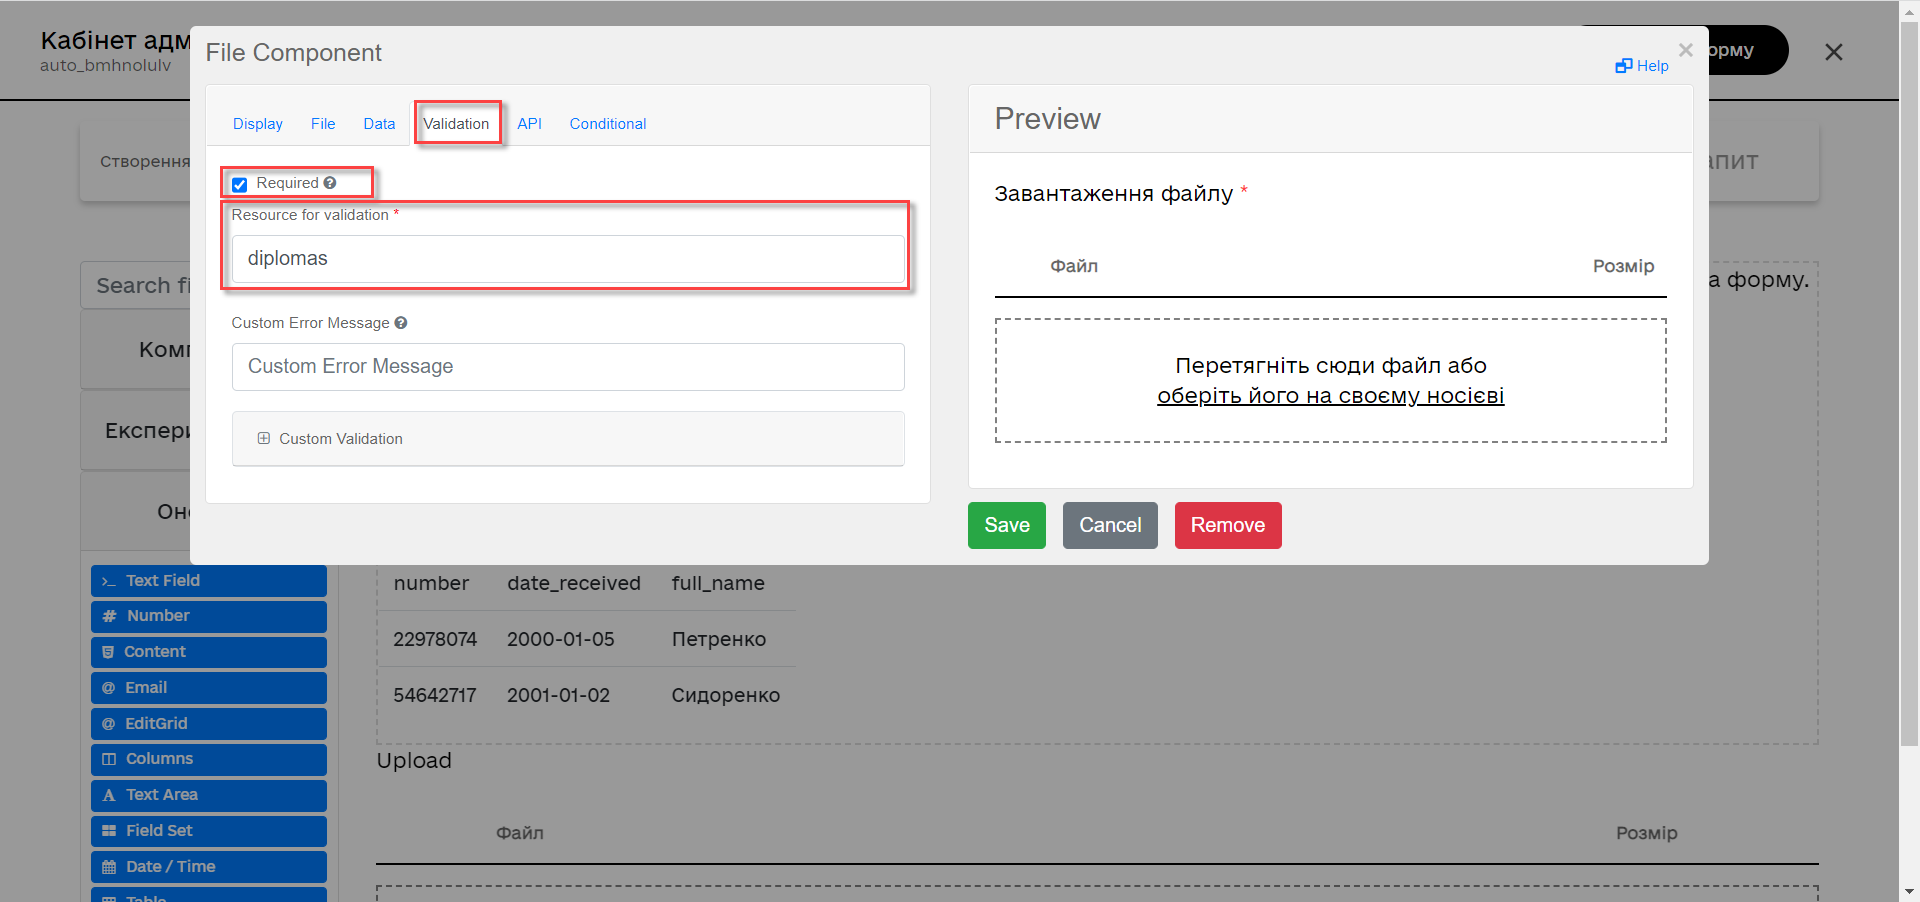 Кабінет адм
auto_bmhnolulv
орму
File Component
Help
Display
File
Data
Validation
API
Conditional
Required
Resource for validation *
diplomas
Custom Error Message
Custom Error Message
Custom Validation
Preview
Завантаження файлу *
Файл
Розмір
Перетягніть сюди файл або
оберіть його на своєму носієві
Save
Cancel
Remove
Створення
апит
Search fi
а форму.
Комп
Експери
Оно
Text Field
Number
Content
Email
EditGrid
Columns
Text Area
Field Set
Date / Time
Table
number date_received full_name
22978074 2000-01-05 Петренко
54642717 2001-01-02 Сидоренко
Upload
Файл
Розмір